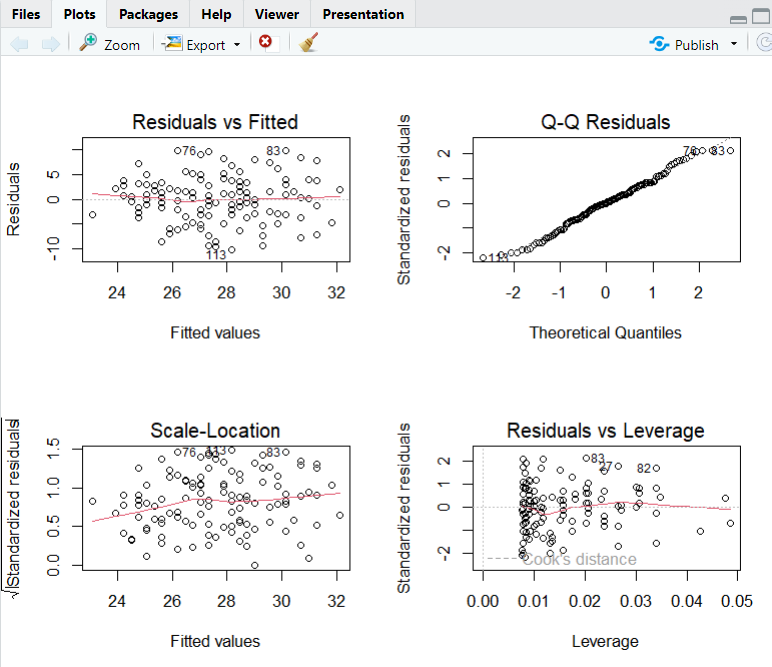 Files Plots Packages Help Viewer Presentation
Zoom Export Publish
Residuals vs Fitted
Residuals
5
0
-10
76
83
113
24 26 28 30 32
Fitted values
Q-Q Residuals
Standardized residuals
2
0
-2
83
113
-2 -1 0 1 2
Theoretical Quantiles
Scale-Location
√|Standardized residuals|
1.5
1.0
0.5
0.0
76
113
83
24 26 28 30 32
Fitted values
Residuals vs Leverage
Standardized residuals
2
0
-2
83
27
82
Cook's distance
0.00 0.01 0.02 0.03 0.04 0.05
Leverage